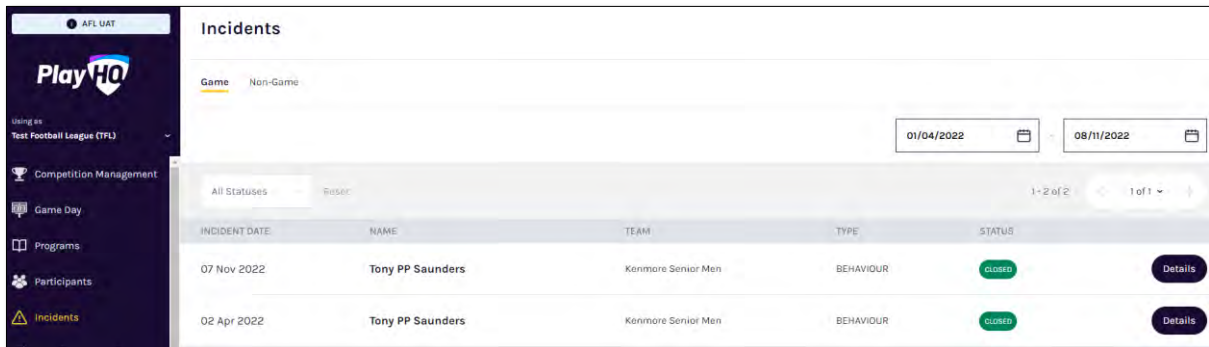 AFL UAT
PlayHQ
Using as
Test Football League (TFL)
Competition Management
Game Day
Programs
Participants
Incidents
Incidents
Game Non-Game
01/04/2022 - 08/11/2022
All Statuses Reset 1-2 of 2 1 of 1
INCIDENT DATE NAME TEAM TYPE STATUS
07 Nov 2022 Tony PP Saunders Kenmore Senior Men BEHAVIOUR CLOSED Details
02 Apr 2022 Tony PP Saunders Kenmore Senior Men BEHAVIOUR CLOSED Details